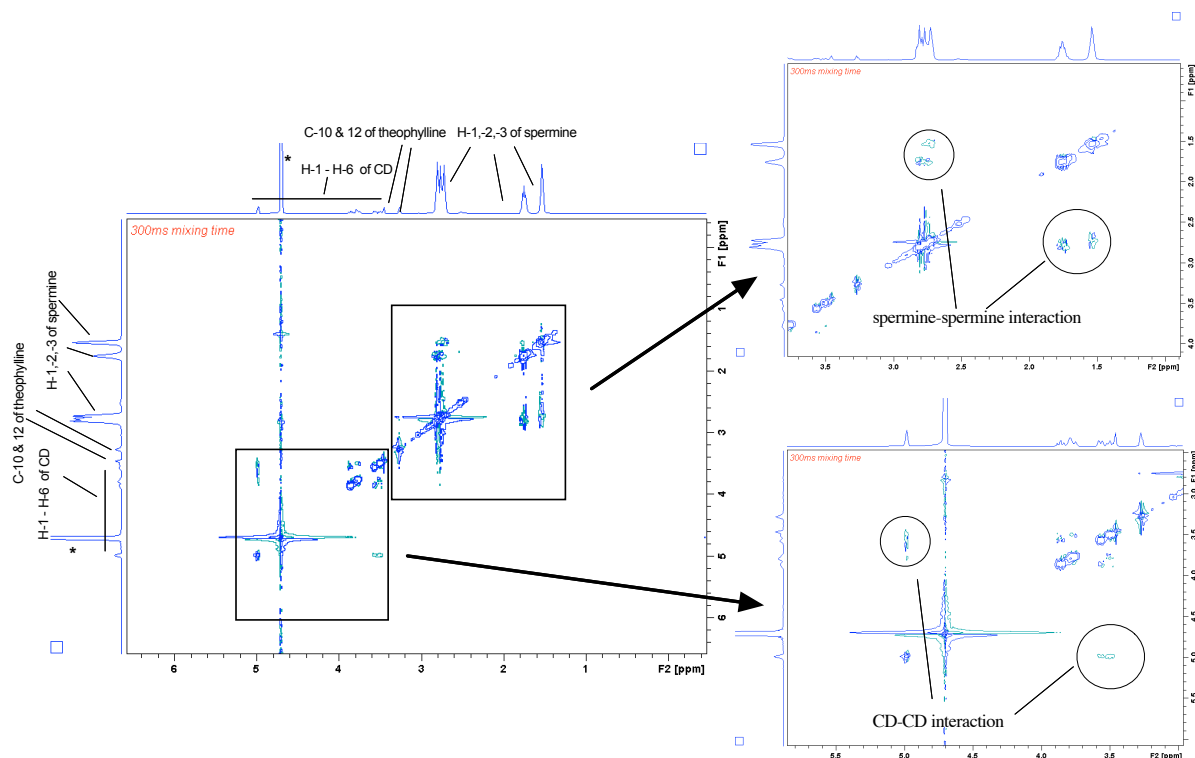 C-10 & 12 of theophylline
H-1,-2,-3 of spermine
*
H-1 - H-6 of CD
300ms mixing time
F1 [ppm]
1
2
3
4
5
6
6
5
4
3
2
1
F2 [ppm]
H-1,-2,-3 of spermine
C-10 & 12 of theophylline
H-1 - H-6 of CD
*
300ms mixing time
F1 [ppm]
1.5
2.0
2.5
3.0
3.5
4.0
spermine-spermine interaction
3.5
3.0
2.5
2.0
1.5
F2 [ppm]
300ms mixing time
F1 [ppm]
3.0
3.5
4.0
4.5
5.0
5.5
CD-CD interaction
5.5
5.0
4.5
4.0
3.5
F2 [ppm]